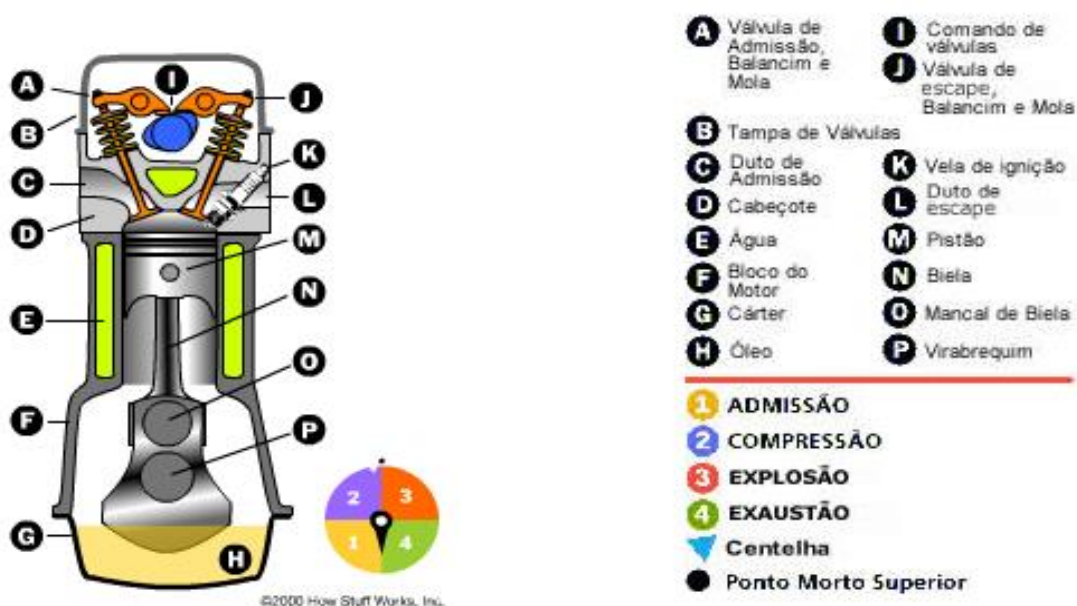 A
B
C
D
E
F
G
H
I
J
K
L
M
N
O
P
2
3
1
4
©2000 How Stuff Works, Inc.
A Válvula de
Admissão,
Balancim e
Mola
B Tampa de Válvulas
C Duto de
Admissão
D Cabeçote
E Água
F Bloco do
Motor
G Cárter
H Óleo
I Comando de
válvulas
J Válvula de
escape,
Balancim e Mola
K Vela de ignição
L Duto de
escape
M Pistão
N Biela
O Mancal de Biela
P Virabrequim
1 ADMISSÃO
2 COMPRESSÃO
3 EXPLOSÃO
4 EXAUSTÃO
Centelha
Ponto Morto Superior